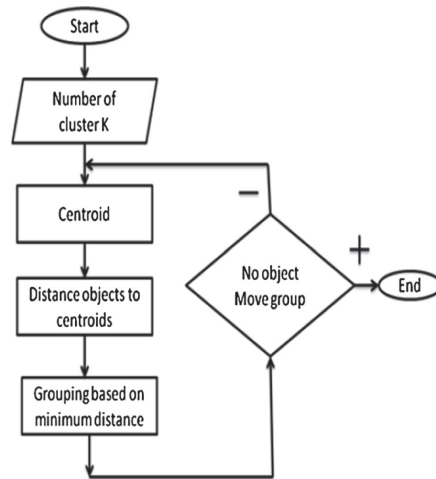 Start
Number of
cluster K
Centroid
Distance objects to
centroids
Grouping based on
minimum distance
−
No object
Move group
+
End